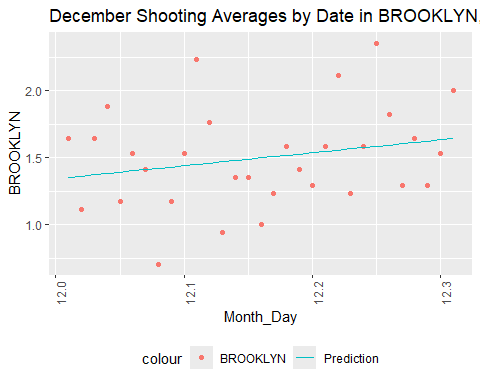 December Shooting Averages by Date in BROOKLYN.
BROOKLYN
2.0
1.5
1.0
12.0
12.1
12.2
12.3
Month_Day
colour BROOKLYN Prediction